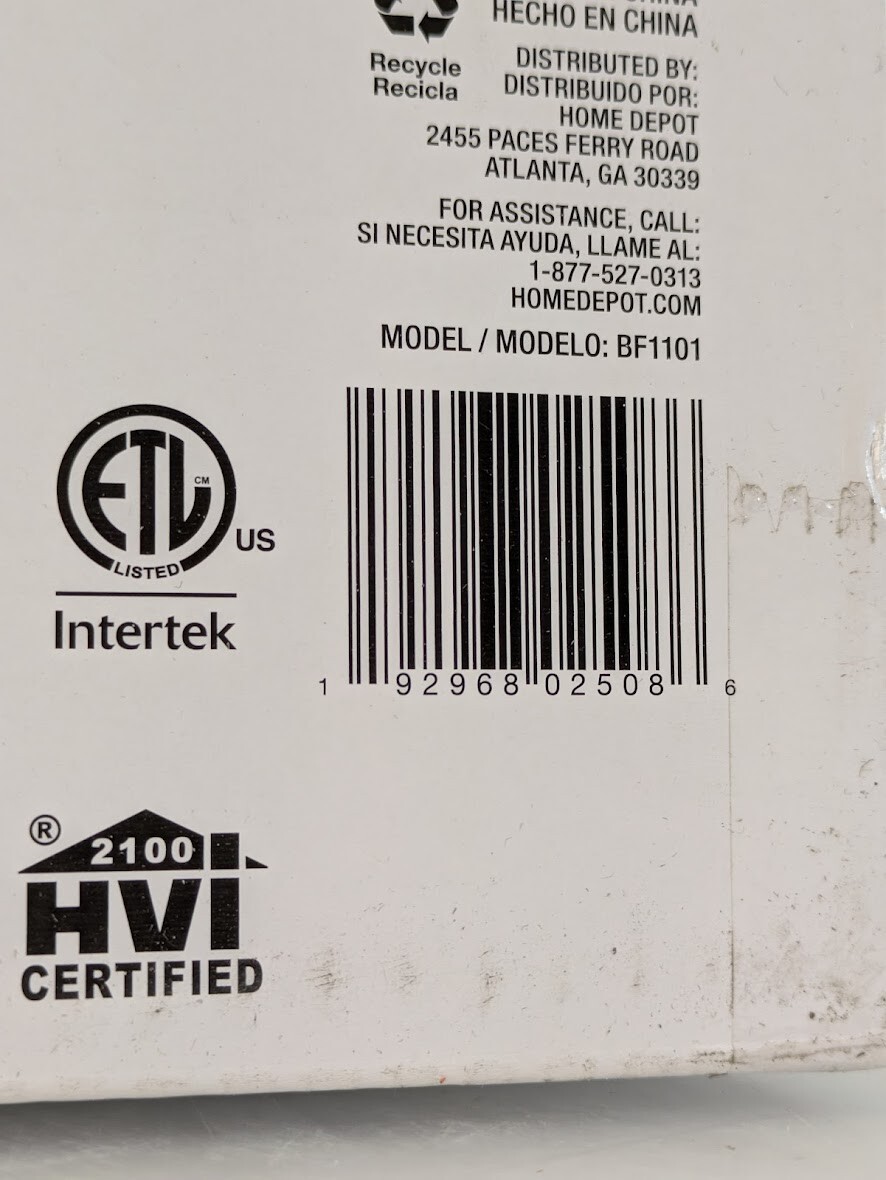 HECHO EN CHINA
Recycle
Recicla
DISTRIBUTED BY:
DISTRIBUIDO POR:
HOME DEPOT
2455 PACES FERRY ROAD
ATLANTA, GA 30339
FOR ASSISTANCE, CALL:
SI NECESITA AYUDA, LLAME AL:
1-877-527-0313
HOMEDEPOT.COM
MODEL / MODELO: BF1101
ETL CM
LISTED
US
Intertek
1 92968 02508 6
® 2100
HVI
CERTIFIED